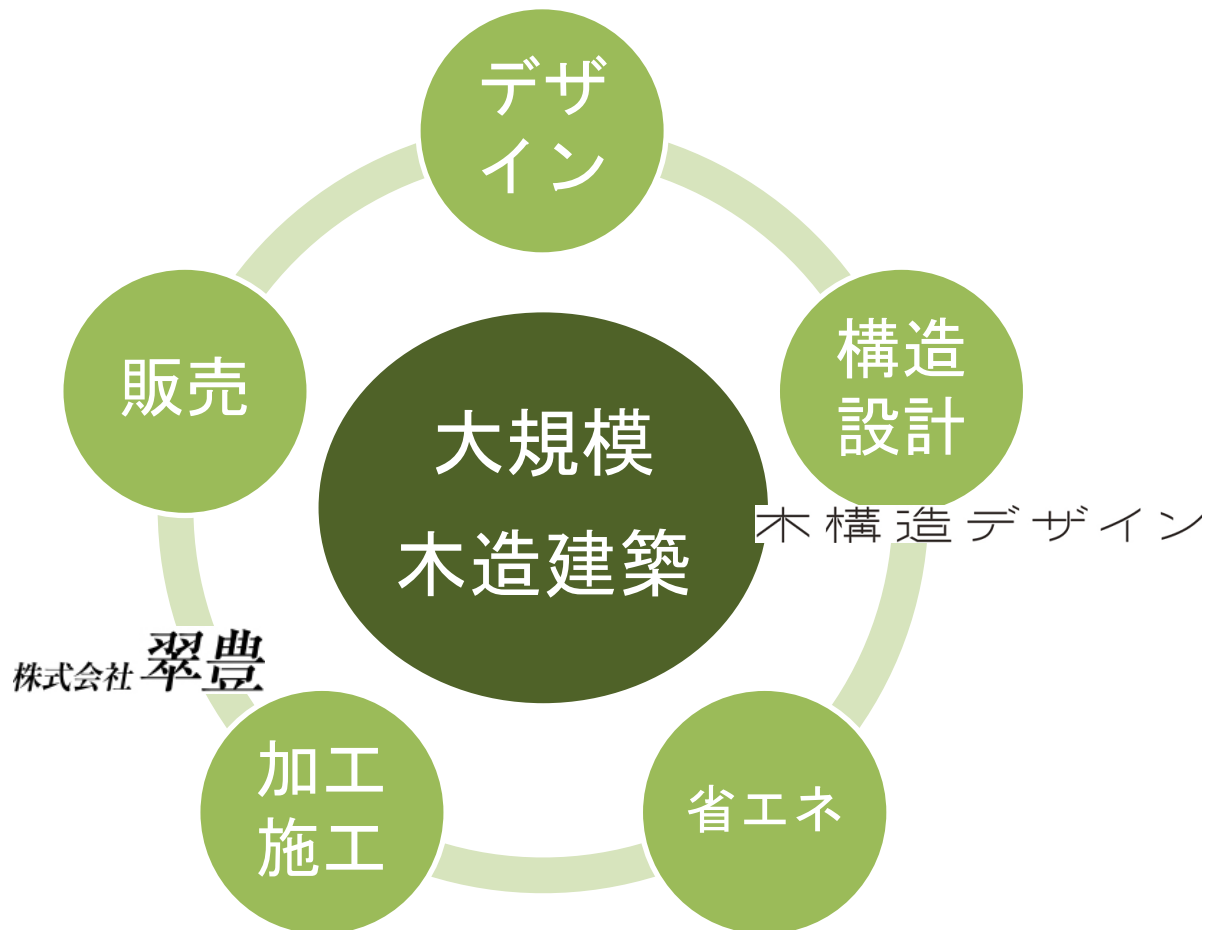 デザ
イン
構造
設計
販売
大規模
木造建築
木構造デザイン
株式会社 翠豊
加工
施工
省エネ